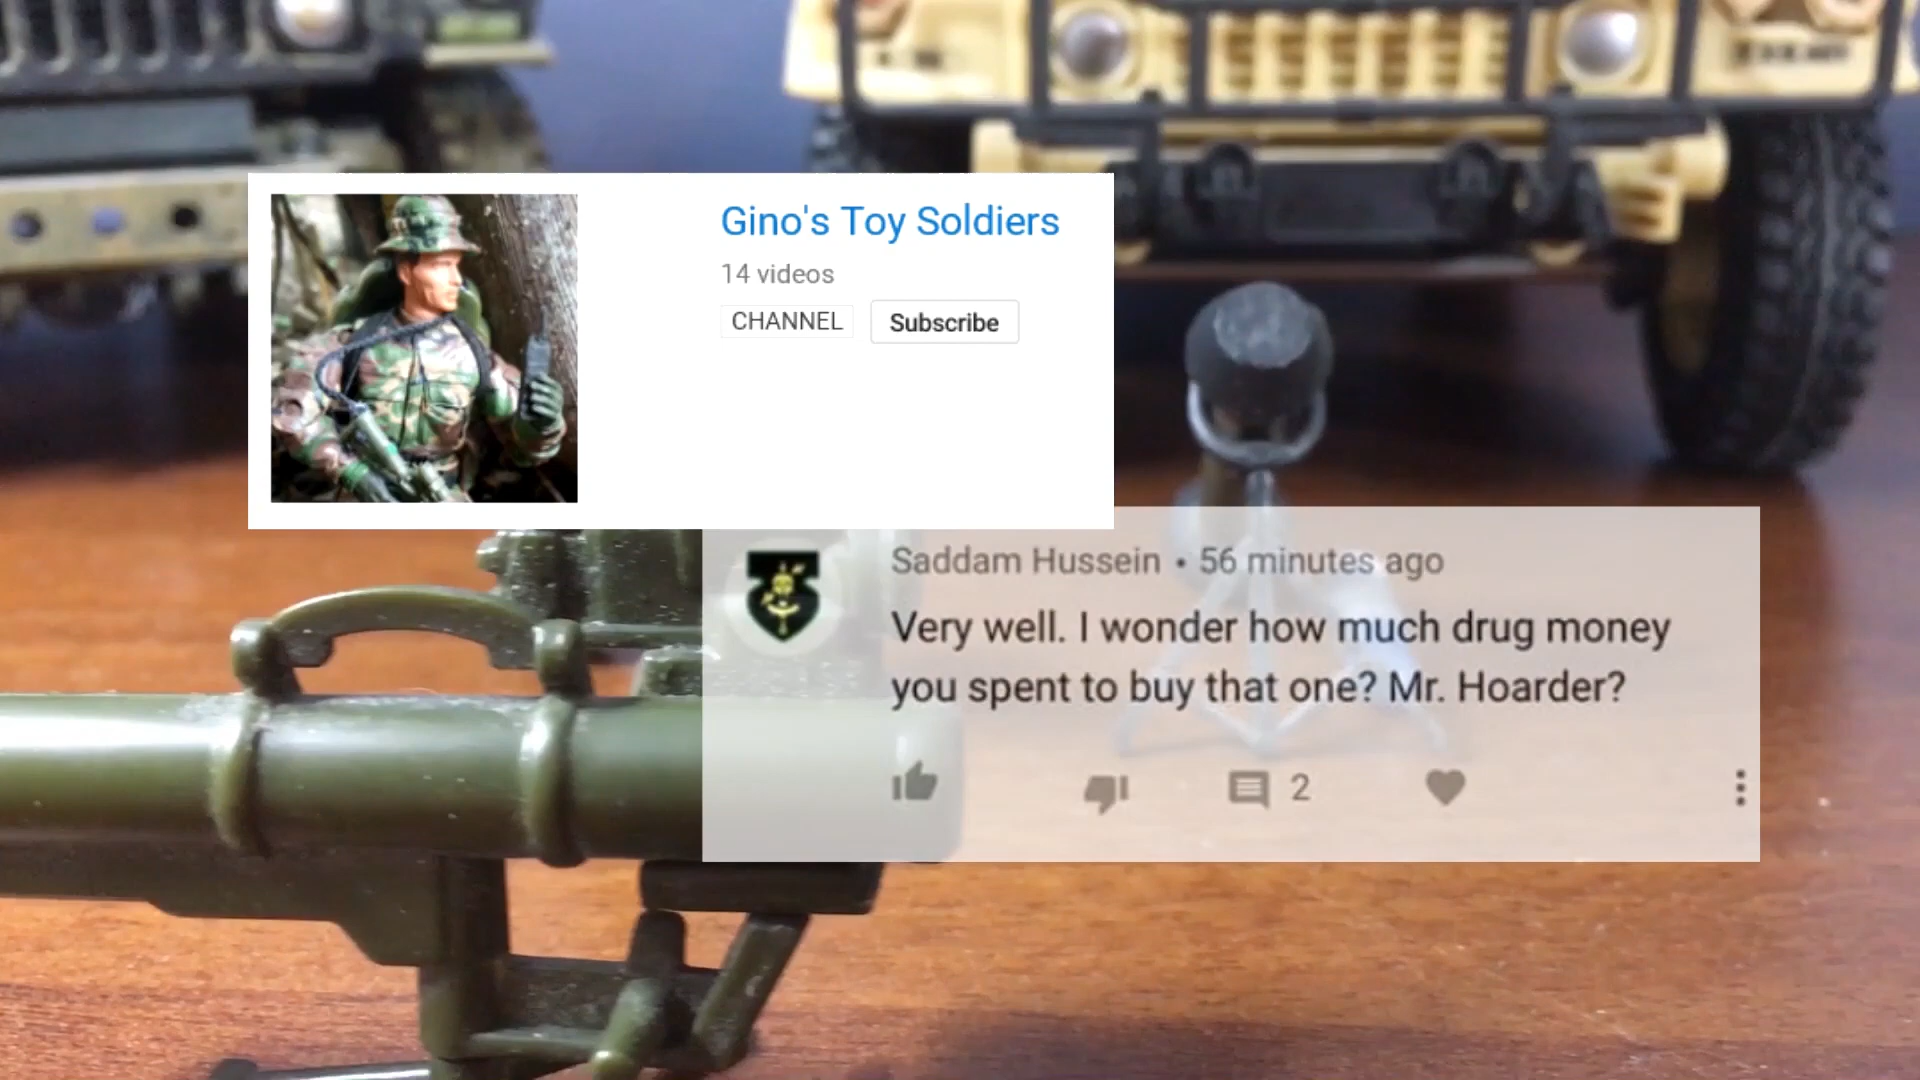 Gino's Toy Soldiers
14 videos
CHANNEL Subscribe
Saddam Hussein • 56 minutes ago
Very well. I wonder how much drug money
you spent to buy that one? Mr. Hoarder?
2